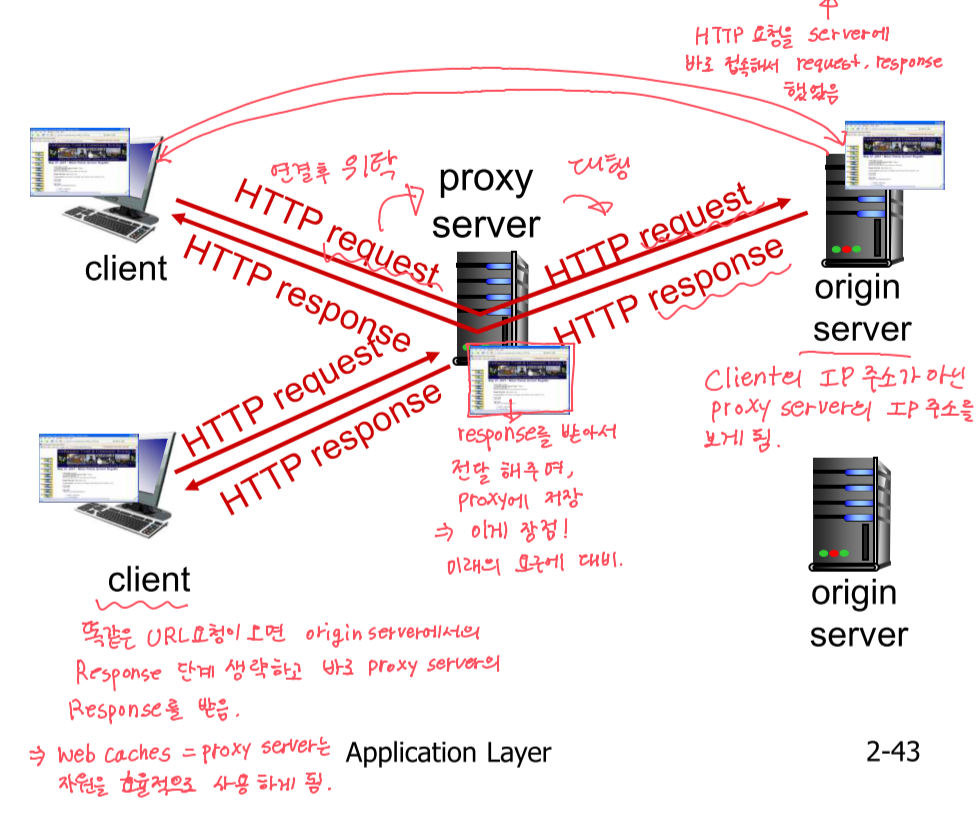 HTTP 요청을 server에
바로 접속해서 request, response
했었음
연결후 위탁
proxy
server
대행
HTTP request
HTTP response
HTTP request
HTTP response
client
origin
server
Client의 IP 주소가 아닌
proxy server의 IP 주소를
보게 됨.
HTTP request
HTTP response
response를 받아서
전달 해주며,
proxy에 저장
⇒ 이게 장점!
미래의 요구에 대비.
client
origin
server
똑같은 URL요청이 오면 origin server에서의
Response 단계 생략하고 바로 proxy server의
Response를 받음.
⇒ Web caches = proxy server는
자원을 효율적으로 사용 하게 됨.
Application Layer
2-43